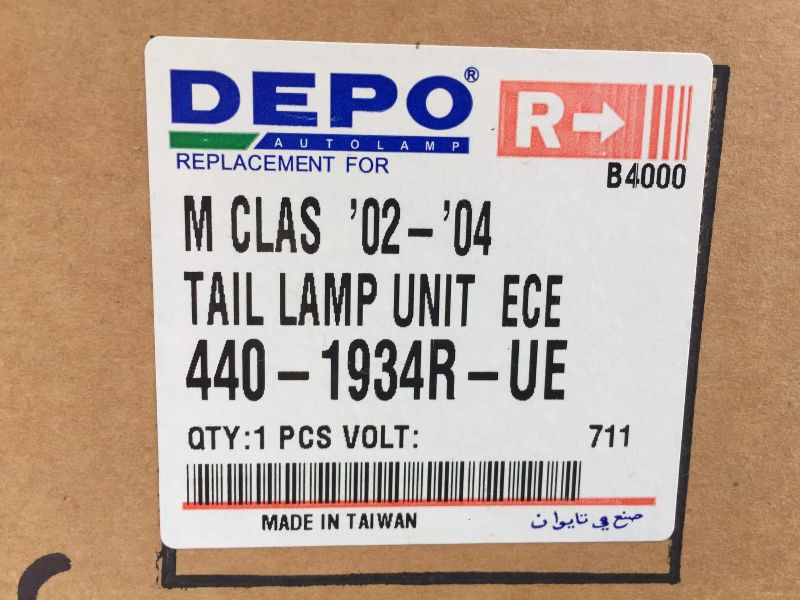 DEPO®
AUTOLAMP
REPLACEMENT FOR
R→
B4000
M CLAS '02-'04
TAIL LAMP UNIT ECE
440-1934R-UE
QTY:1 PCS VOLT: 711
MADE IN TAIWAN صنع في تايوان